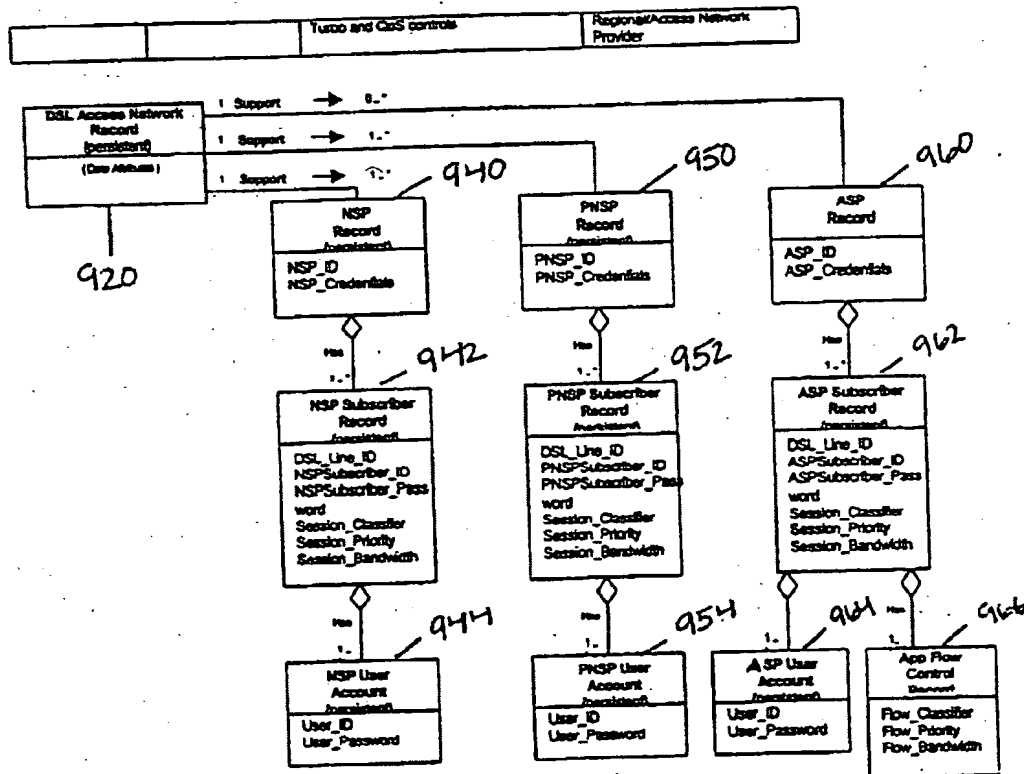 Turbo and QoS controls
Regional/Access Network
Provider
DSL Access Network
Record
(persistent)
(Data Attributes)
1 Support
1 Support 1..*
1 Support
920
940
950
960
NSP
Record
(persistent)
NSP_ID
NSP_Credentials
PNSP
Record
(persistent)
PNSP_ID
PNSP_Credentials
ASP
Record
ASP_ID
ASP_Credentials
Has
1..*
942
Has
1..*
952
Has
1..*
962
NSP Subscriber
Record
(persistent)
DSL_Line_ID
NSPSubscriber_ID
NSPSubscriber_Pass
word
Session_Classifier
Session_Priority
Session_Bandwidth
PNSP Subscriber
Record
(persistent)
DSL_Line_ID
PNSPSubscriber_ID
PNSPSubscriber_Pass
word
Session_Classifier
Session_Priority
Session_Bandwidth
ASP Subscriber
Record
(persistent)
DSL_Line_ID
ASPSubscriber_ID
ASPSubscriber_Pass
word
Session_Classifier
Session_Priority
Session_Bandwidth
Has
1..
944
Has
1..
954
1..
964
Has
1..
966
NSP User
Account
(persistent)
User_ID
User_Password
PNSP User
Account
(persistent)
User_ID
User_Password
ASP User
Account
(persistent)
User_ID
User_Password
App Flow
Control
Record
Flow_Classifier
Flow_Priority
Flow_Bandwidth